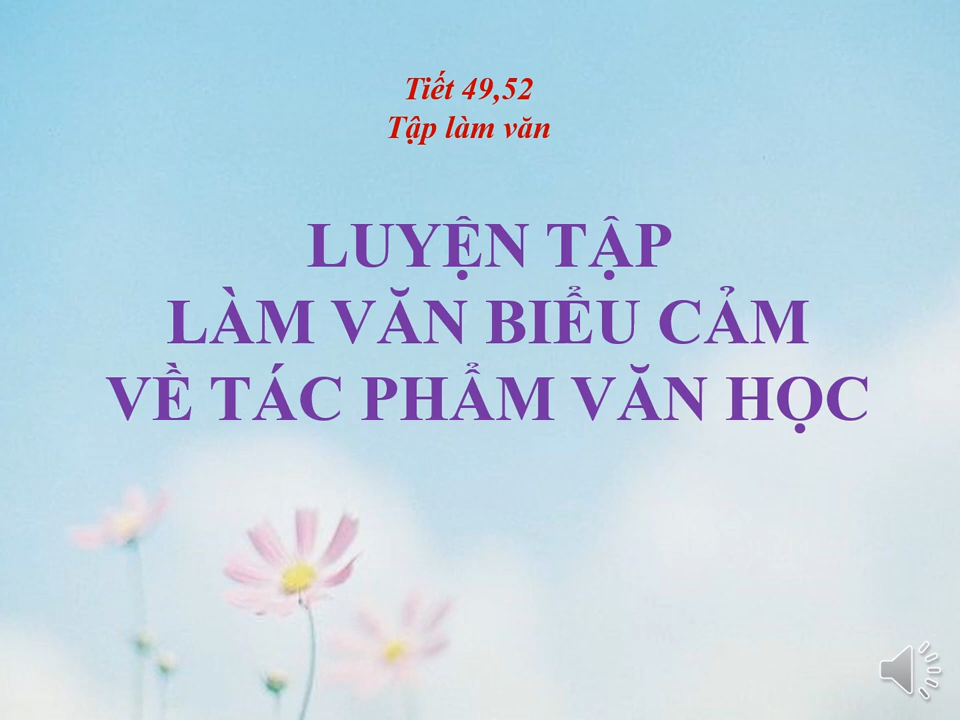 Tiết 49,52
Tập làm văn
LUYỆN TẬP
LÀM VĂN BIỂU CẢM
VỀ TÁC PHẨM VĂN HỌC